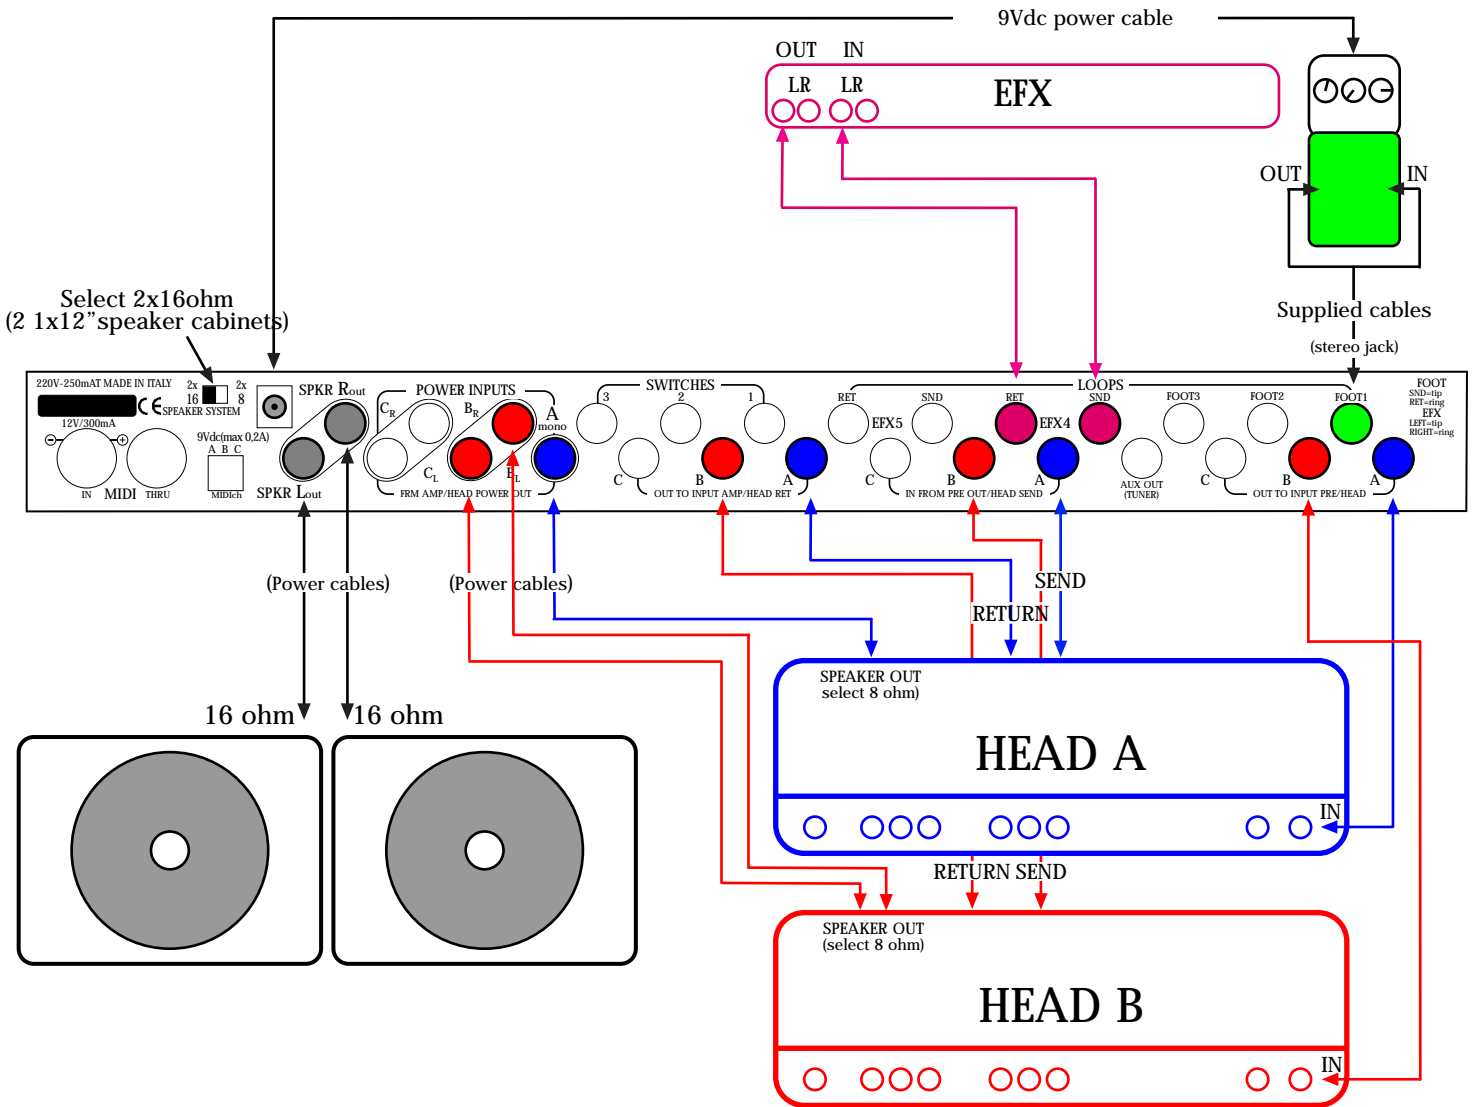 9Vdc power cable
OUT IN
LR LR
EFX
OUT IN
Select 2x16ohm
(2 1x12”speaker cabinets)
Supplied cables
(stereo jack)
220V-250mAT MADE IN ITALY
2x 2x
16 8
CE SPEAKER SYSTEM
12V/300mA
IN MIDI THRU
9Vdc(max 0,2A)
A B C
MIDIch
SPKR Rout
SPKR Lout
POWER INPUTS
CR BR A
mono
CL BL
FRM AMP/HEAD POWER OUT
SWITCHES
3 2 1
C B A
OUT TO INPUT AMP/HEAD RET
LOOPS
RET SND RET SND FOOT3 FOOT2 FOOT1
EFX5 EFX4
C B A
IN FROM PRE OUT/HEAD SEND
AUX OUT
(TUNER)
C B A
OUT TO INPUT PRE/HEAD
FOOT
SND=tip
RET=ring
EFX
LEFT=tip
RIGHT=ring
(Power cables) (Power cables)
SEND
RETURN
16 ohm 16 ohm
SPEAKER OUT
select 8 ohm)
HEAD A
IN
RETURN SEND
SPEAKER OUT
(select 8 ohm)
HEAD B
IN